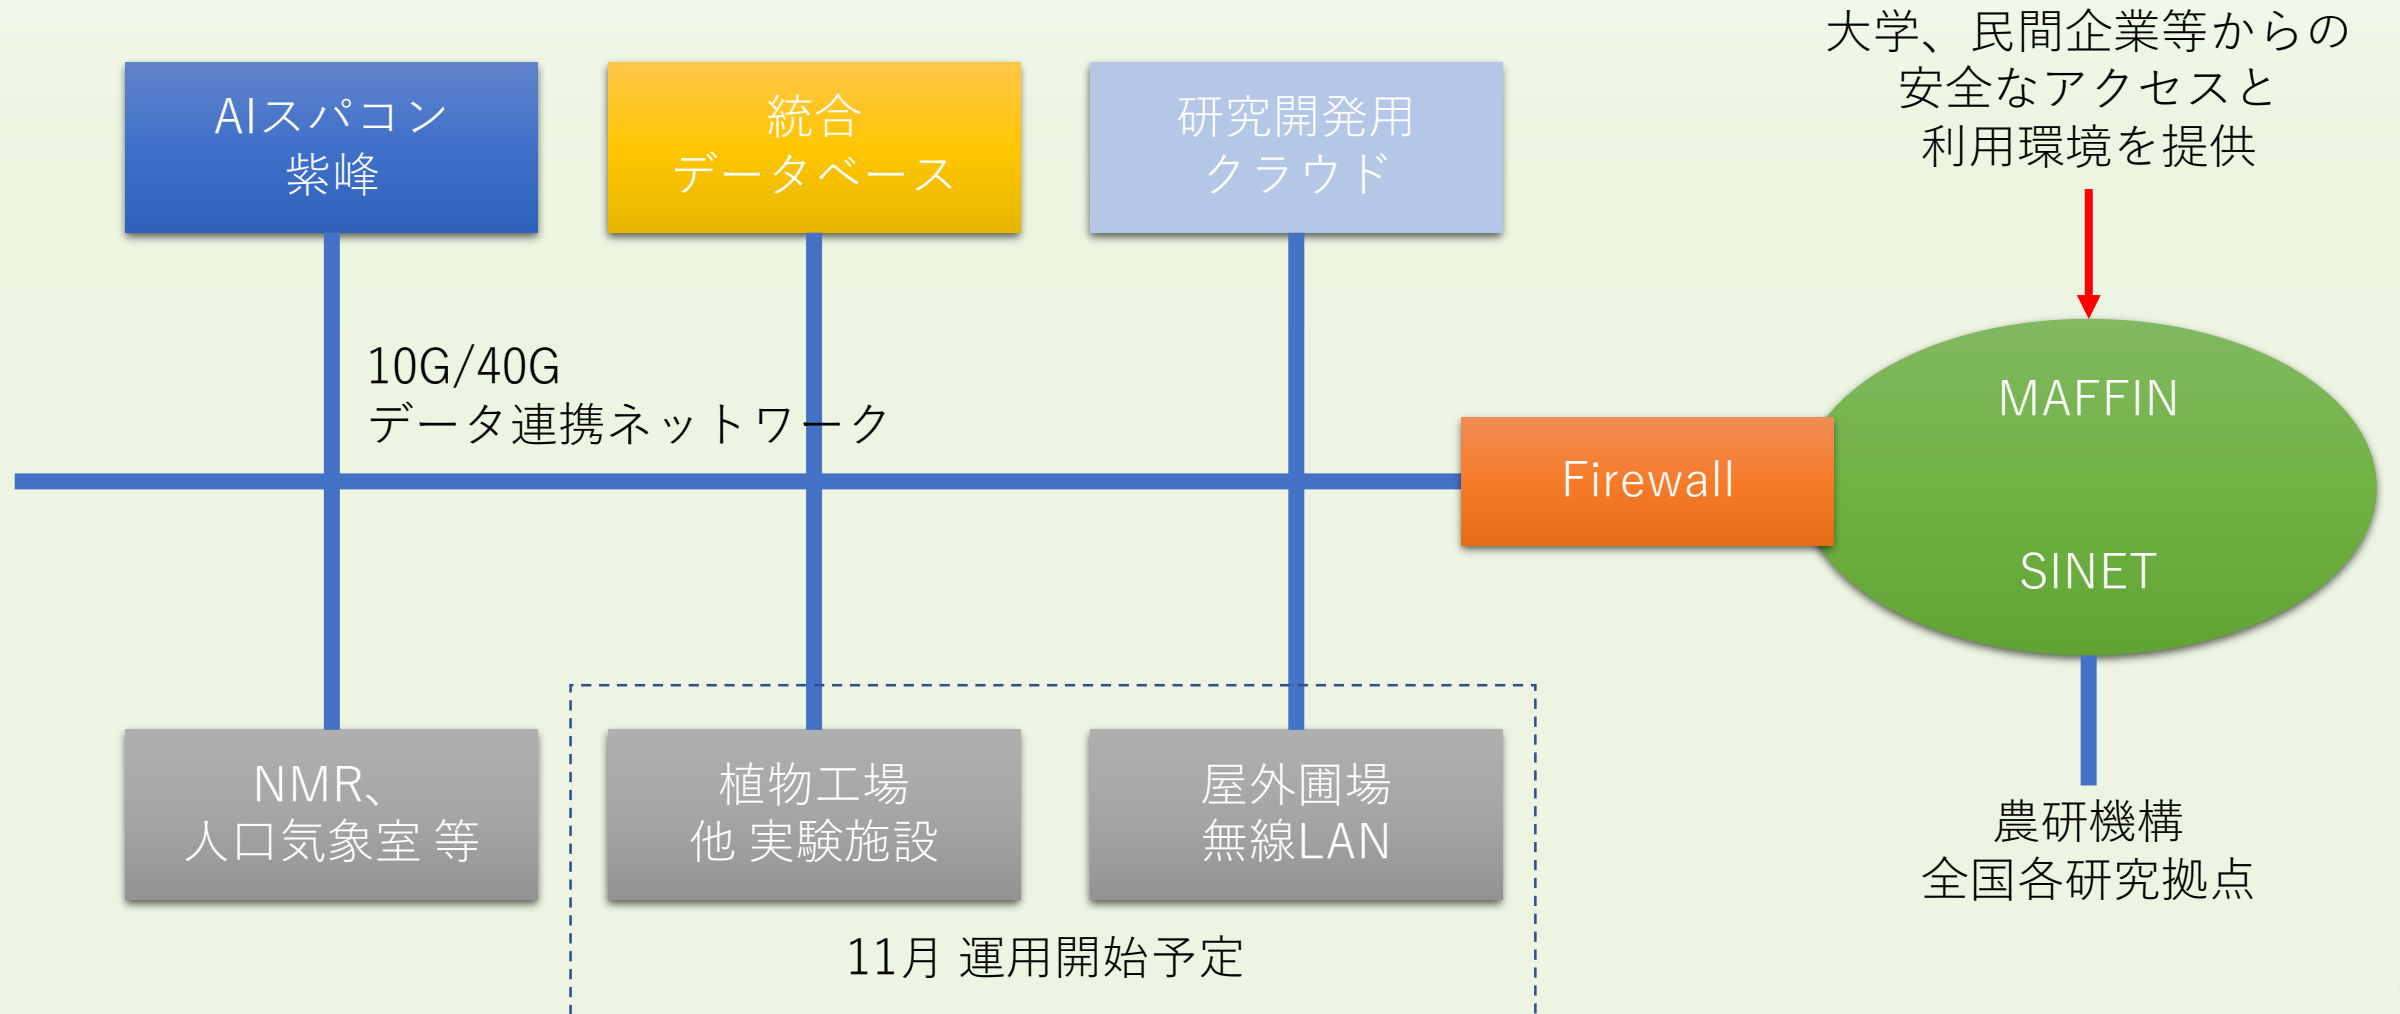 大学、民間企業等からの
安全なアクセスと
利用環境を提供
AIスパコン
紫峰
統合
データベース
研究開発用
クラウド
10G/40G
データ連携ネットワーク
Firewall
MAFFIN
SINET
NMR、
人口気象室 等
植物工場
他 実験施設
屋外圃場
無線LAN
11月 運用開始予定
農研機構
全国各研究拠点